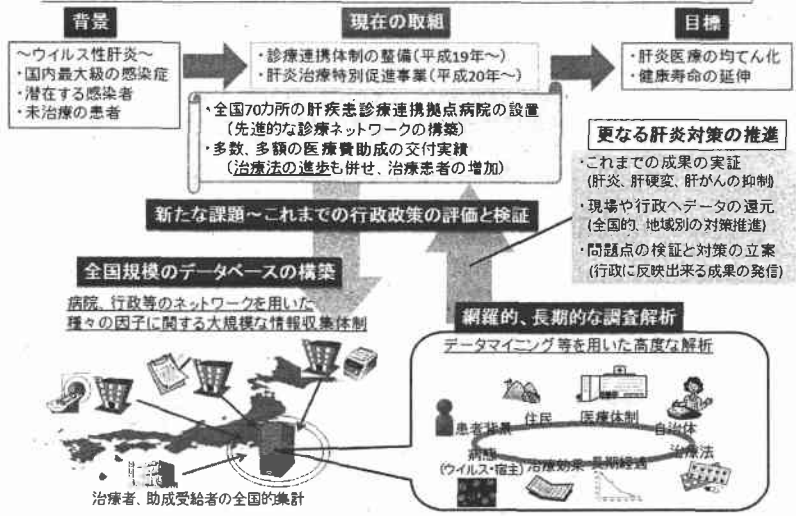 背景
～ウイルス性肝炎～
・国内最大級の感染症
・潜在する感染者
・未治療の患者
現在の取組
・診療連携体制の整備(平成19年～)
・肝炎治療特別促進事業(平成20年～)
目標
・肝炎医療の均てん化
・健康寿命の延伸
・全国70カ所の肝疾患診療連携拠点病院の設置
(先進的な診療ネットワークの構築)
・多数、多額の医療費助成の交付実績
(治療法の進歩も併せ、治療患者の増加)
更なる肝炎対策の推進
・これまでの成果の実証
(肝炎、肝硬変、肝がんの抑制)
・現場や行政へデータの還元
(全国的、地域別の対策推進)
・問題点の検証と対策の立案
(行政に反映出来る成果の発信)
新たな課題～これまでの行政政策の評価と検証
全国規模のデータベースの構築
病院、行政等のネットワークを用いた
種々の因子に関する大規模な情報収集体制
治療者、助成受給者の全国的集計
網羅的、長期的な調査解析
データマイニング等を用いた高度な解析
住民
医療体制
患者背景
自治体
病態
(ウイルス・宿主)
治療効果
長期経過
治療法